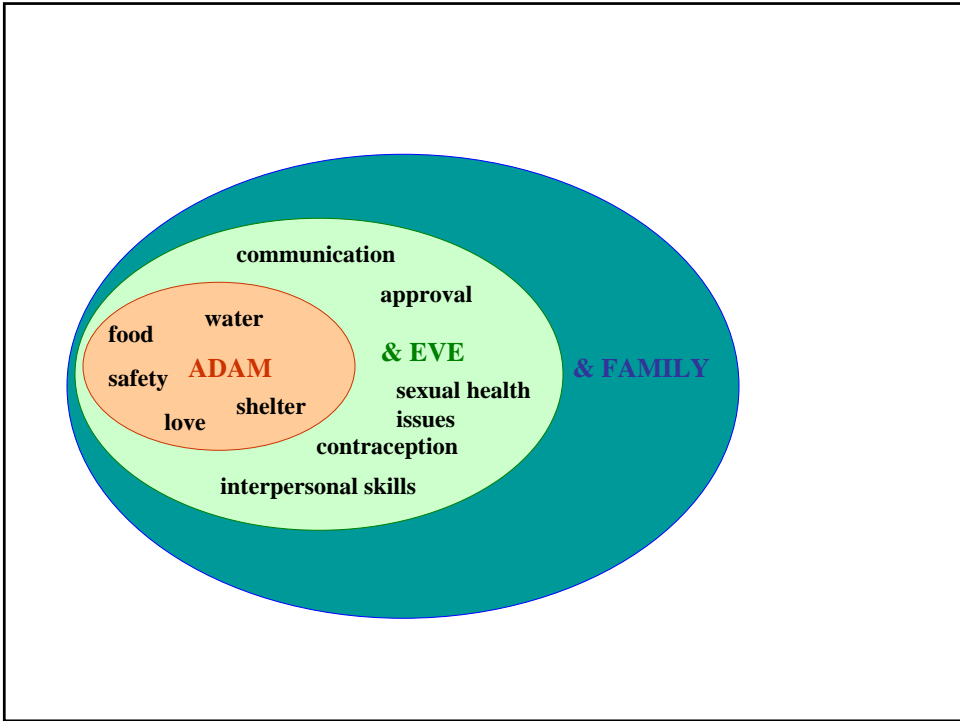 communication
approval
water
food
& EVE
ADAM
& FAMILY
safety
sexual health
issues
shelter
love
contraception
interpersonal skills